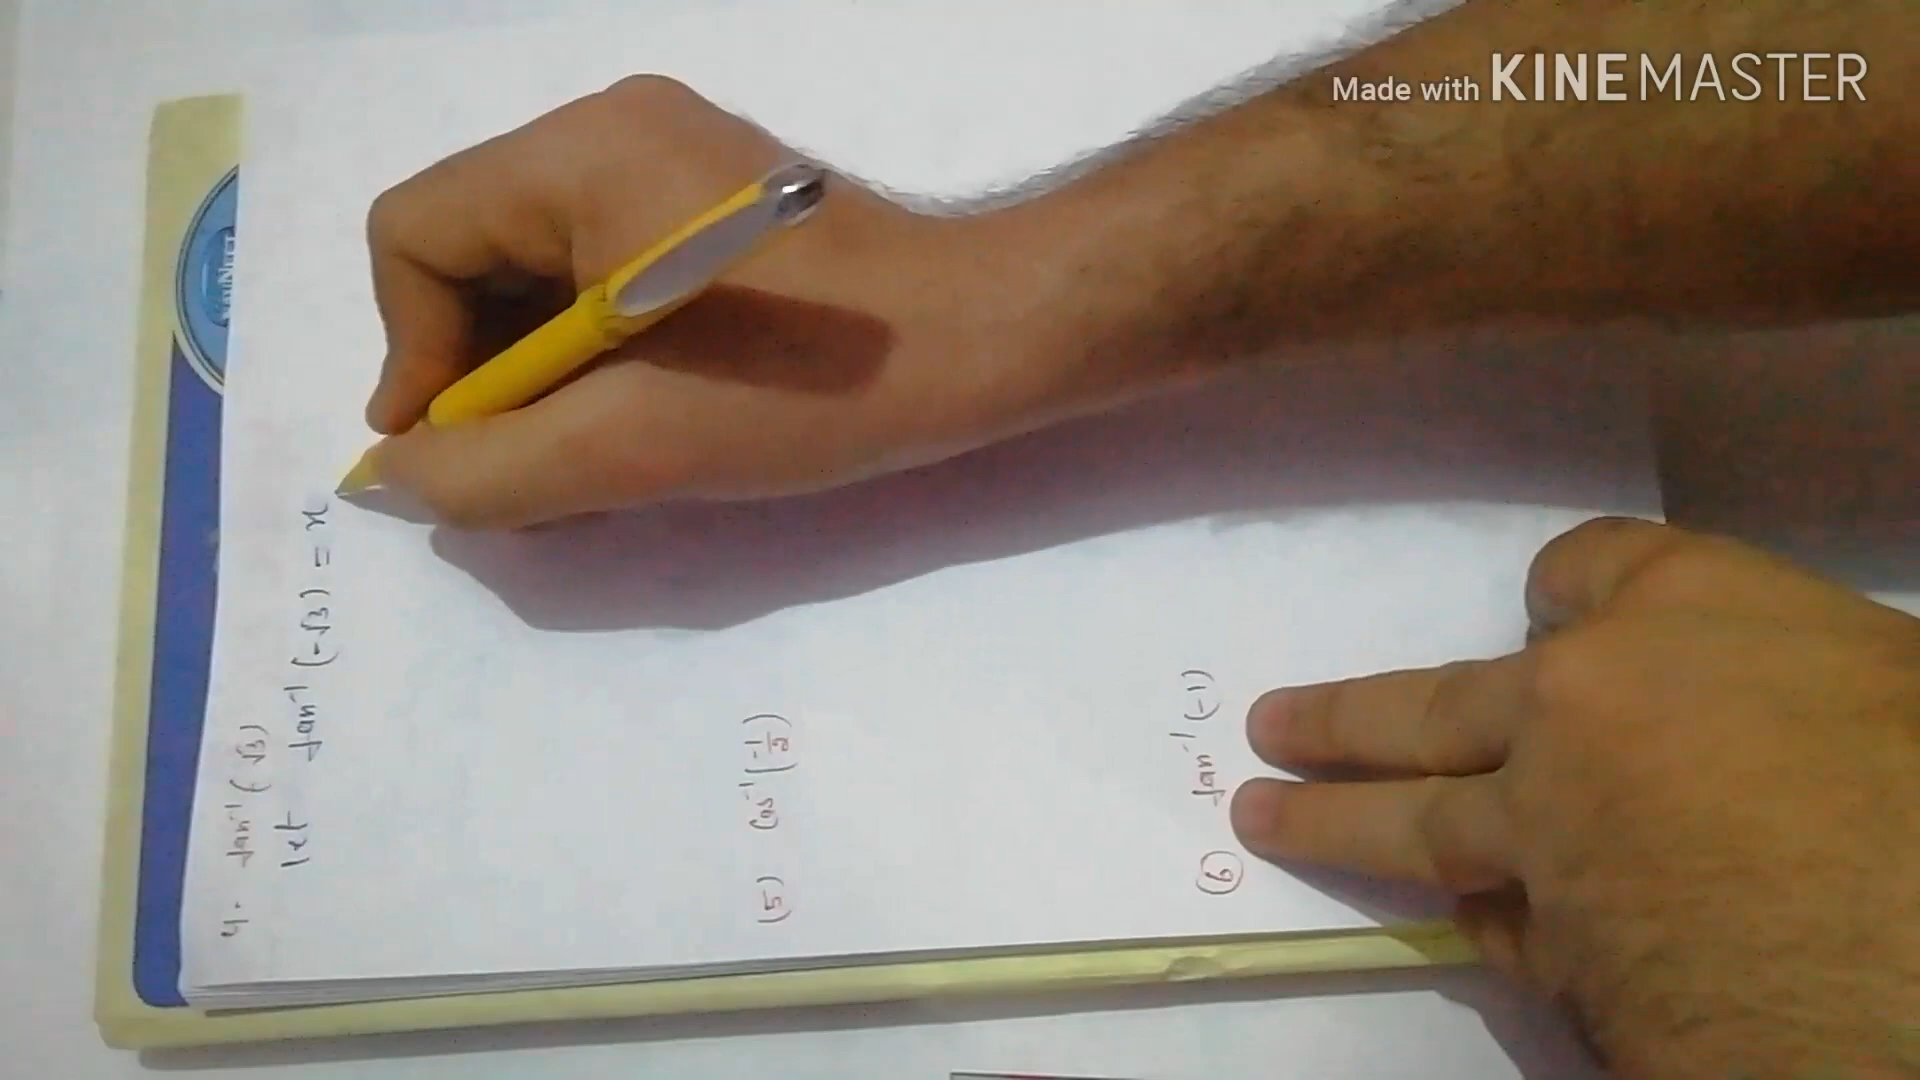 Made with KINEMASTER
4. tan⁻¹(-√3)
let tan⁻¹(-√3) = x
(5) Cos⁻¹(-1/2)
(6) tan⁻¹(-1)